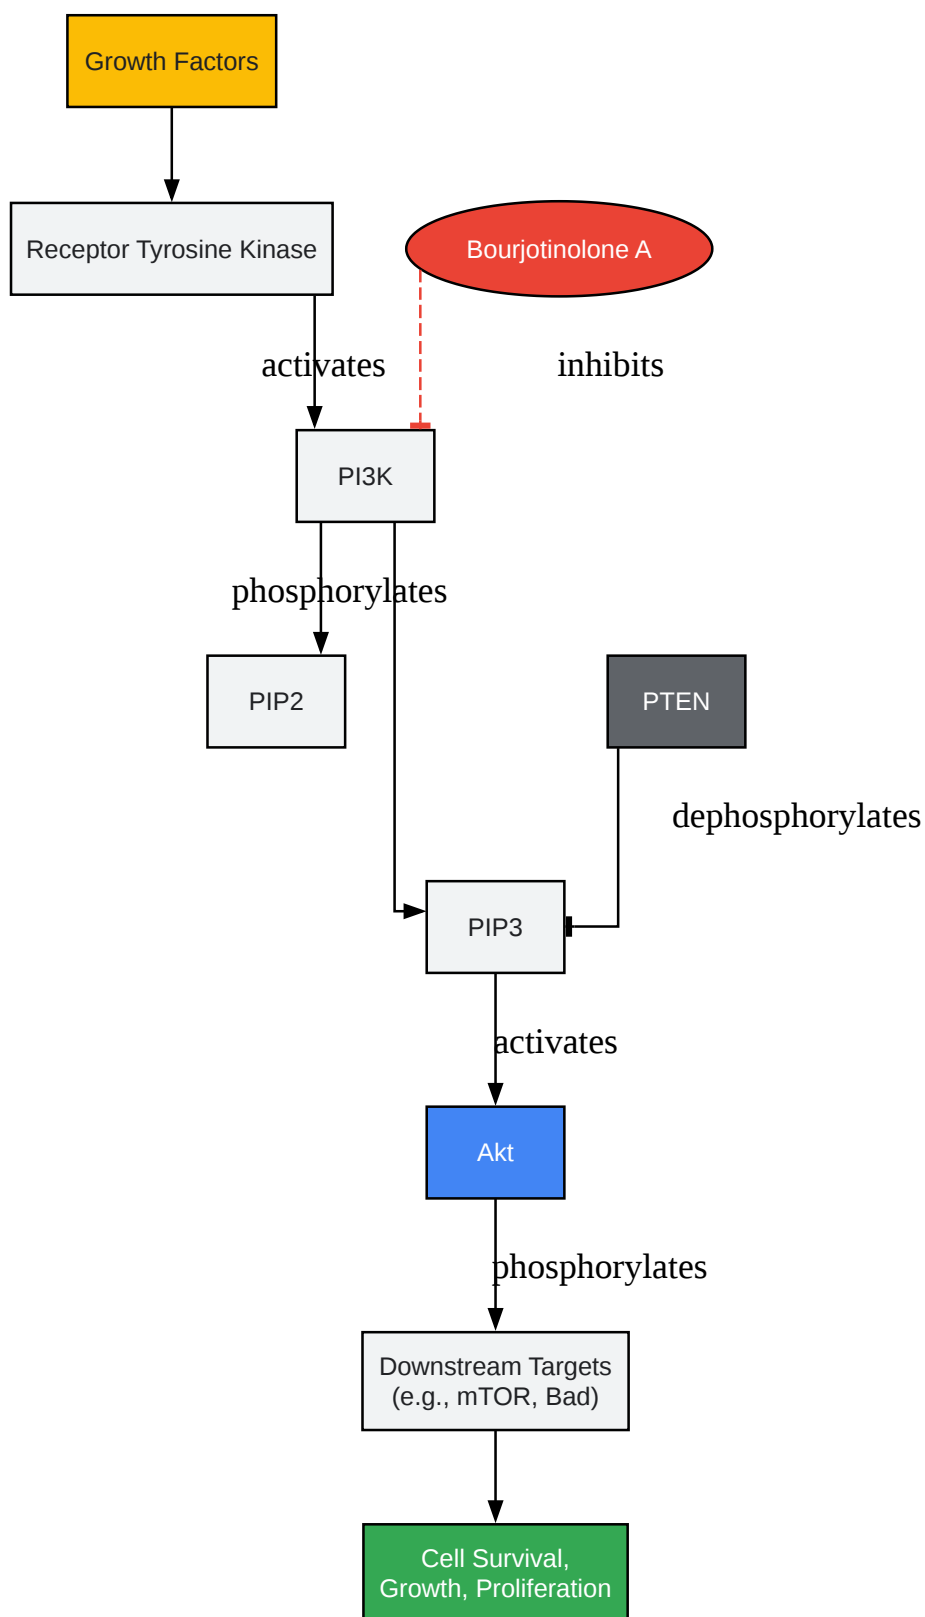 Growth Factors
Receptor Tyrosine Kinase
Bourjotinolone A
activates
inhibits
PI3K
phosphorylates
PIP2
PTEN
dephosphorylates
PIP3
activates
Akt
phosphorylates
Downstream Targets
(e.g., mTOR, Bad)
Cell Survival,
Growth, Proliferation